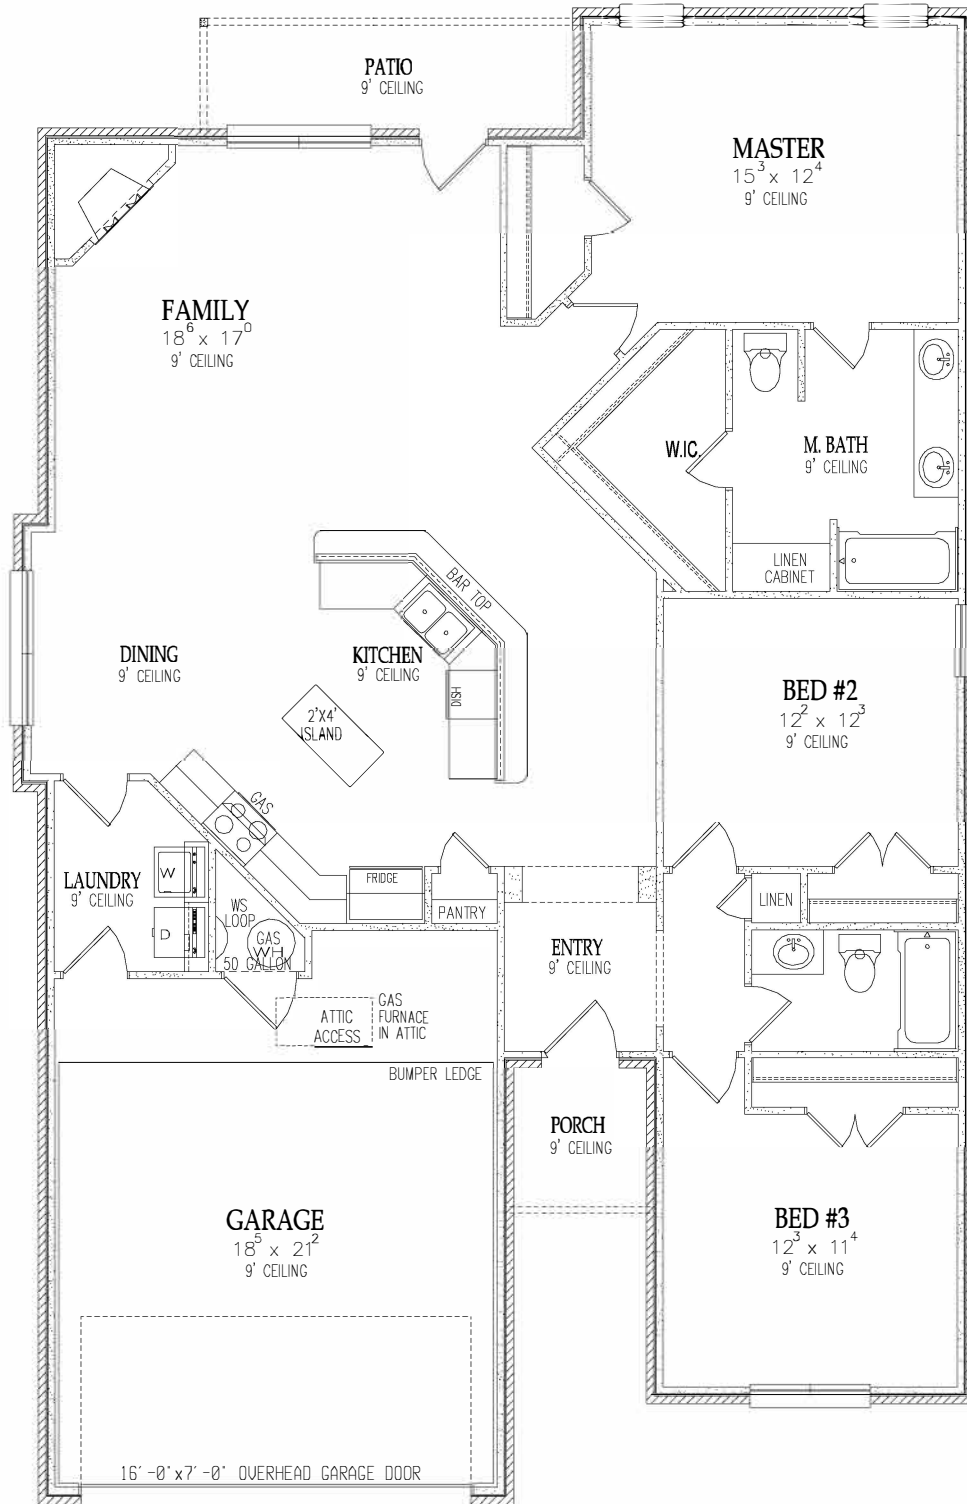 PATIO
9' CEILING
MASTER
15³ x 12⁴
9' CEILING
FAMILY
18⁶ x 17⁰
9' CEILING
W.IC.
M. BATH
9' CEILING
LINEN
CABINET
BAR TOP
DINING
9' CEILING
KITCHEN
9' CEILING
DISH
2'X4'
ISLAND
BED #2
12² x 12³
9' CEILING
GAS
LAUNDRY
9' CEILING
W
D
WS
LOOP
GAS
WH
50 GALLON
FRIDGE
PANTRY
LINEN
ENTRY
9' CEILING
ATTIC
ACCESS
GAS
FURNACE
IN ATTIC
BUMPER LEDGE
PORCH
9' CEILING
GARAGE
18⁵ x 21²
9' CEILING
BED #3
12³ x 11⁴
9' CEILING
16'-0"x7'-0" OVERHEAD GARAGE DOOR